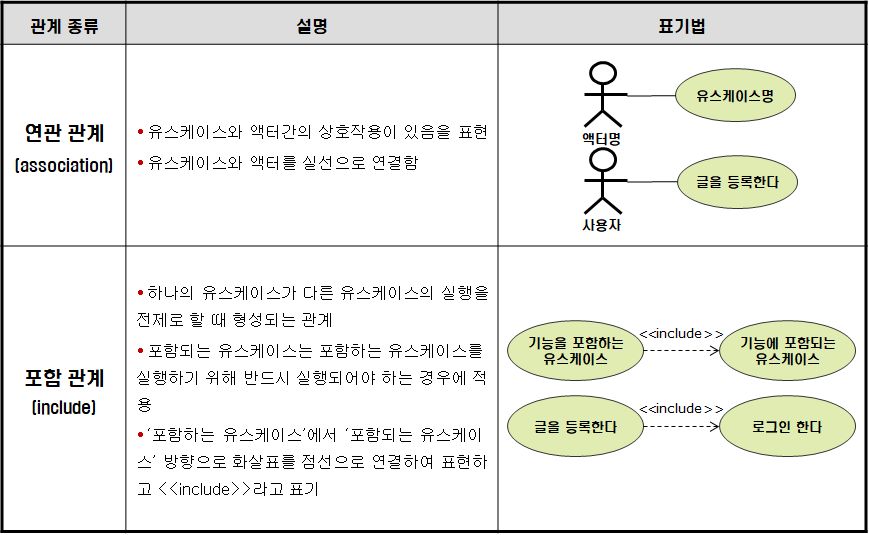 관계 종류
설명
표기법
연관 관계
(association)
• 유스케이스와 액터간의 상호작용이 있음을 표현
• 유스케이스와 액터를 실선으로 연결함
유스케이스명
액터명
글을 등록한다
사용자
포함 관계
(include)
• 하나의 유스케이스가 다른 유스케이스의 실행을
전제로 할 때 형성되는 관계
• 포함되는 유스케이스는 포함하는 유스케이스를
실행하기 위해 반드시 실행되어야 하는 경우에 적
용
• ‘포함하는 유스케이스’에서 ‘포함되는 유스케이
스’ 방향으로 화살표를 점선으로 연결하여 표현하
고 <<include>>라고 표기
기능을 포함하는
유스케이스
<<include>>
기능에 포함되는
유스케이스
글을 등록한다
<<include>>
로그인 한다